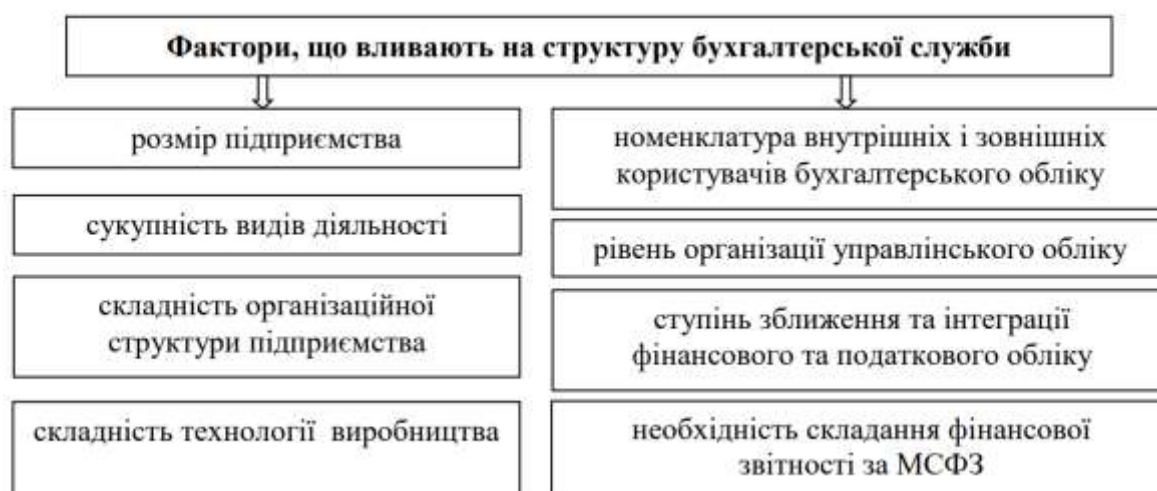 Фактори, що вливають на структуру бухгалтерської служби
розмір підприємства
сукупність видів діяльності
складність організаційної
структури підприємства
складність технології виробництва
номенклатура внутрішніх і зовнішніх
користувачів бухгалтерського обліку
рівень організації управлінського обліку
ступінь зближення та інтеграції
фінансового та податкового обліку
необхідність складання фінансової
звітності за МСФЗ